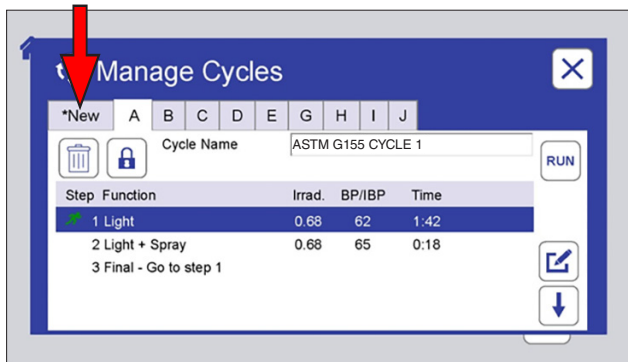 Manage Cycles
*New A B C D E G H I J
Cycle Name ASTM G155 CYCLE 1
RUN
Step Function Irrad. BP/IBP Time
1 Light 0.68 62 1:42
2 Light + Spray 0.68 65 0:18
3 Final - Go to step 1